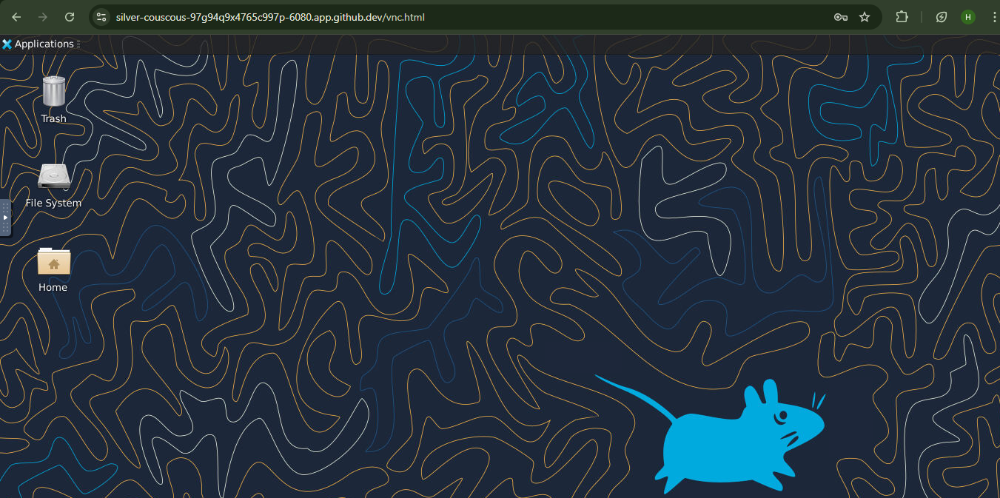 silver-couscous-97g94q9x4765c997p-6080.app.github.dev/vnc.html
H
Applications
Trash
File System
Home